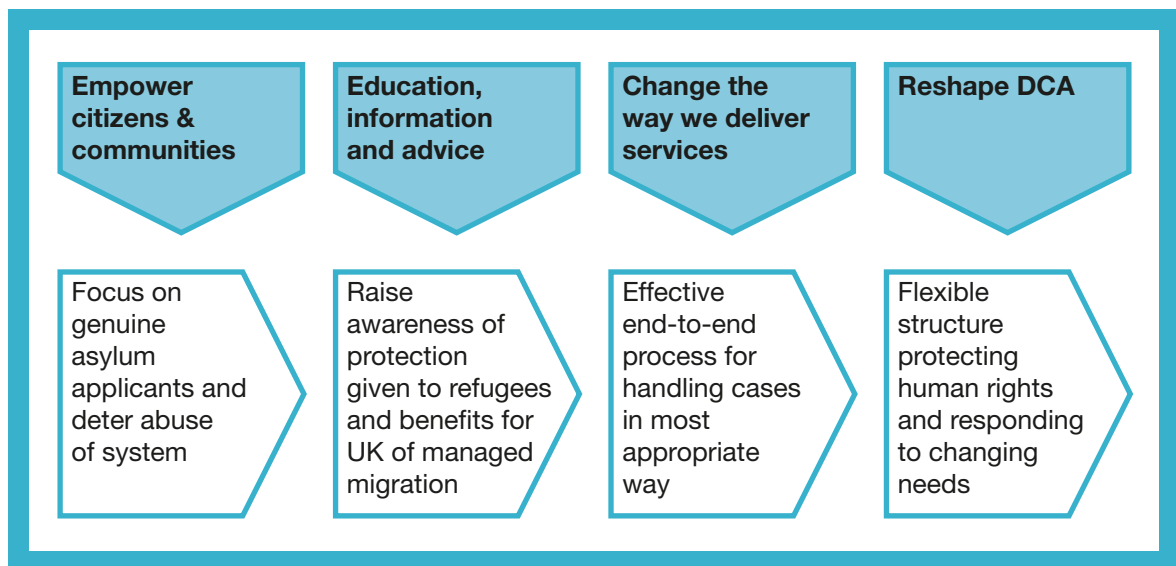 Empower
citizens &
communities
Education,
information
and advice
Change the
way we deliver
services
Reshape DCA
Focus on
genuine
asylum
applicants and
deter abuse
of system
Raise
awareness of
protection
given to refugees
and benefits for
UK of managed
migration
Effective
end-to-end
process for
handling cases
in most
appropriate
way
Flexible
structure
protecting
human rights
and responding
to changing
needs